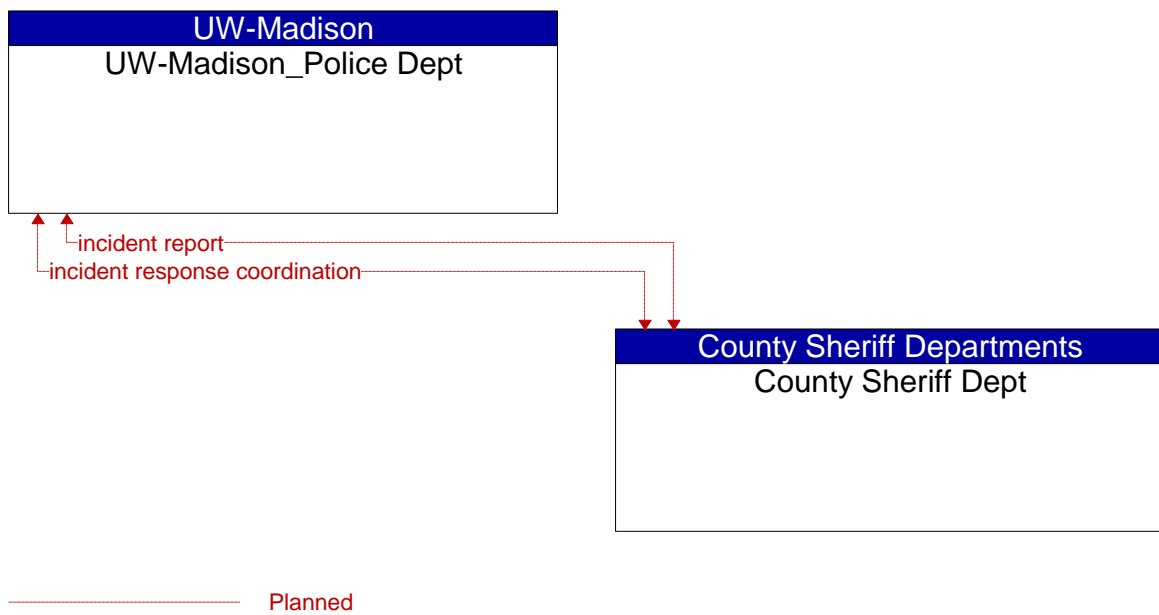 UW-Madison
UW-Madison_Police Dept
incident report
incident response coordination
County Sheriff Departments
County Sheriff Dept
Planned